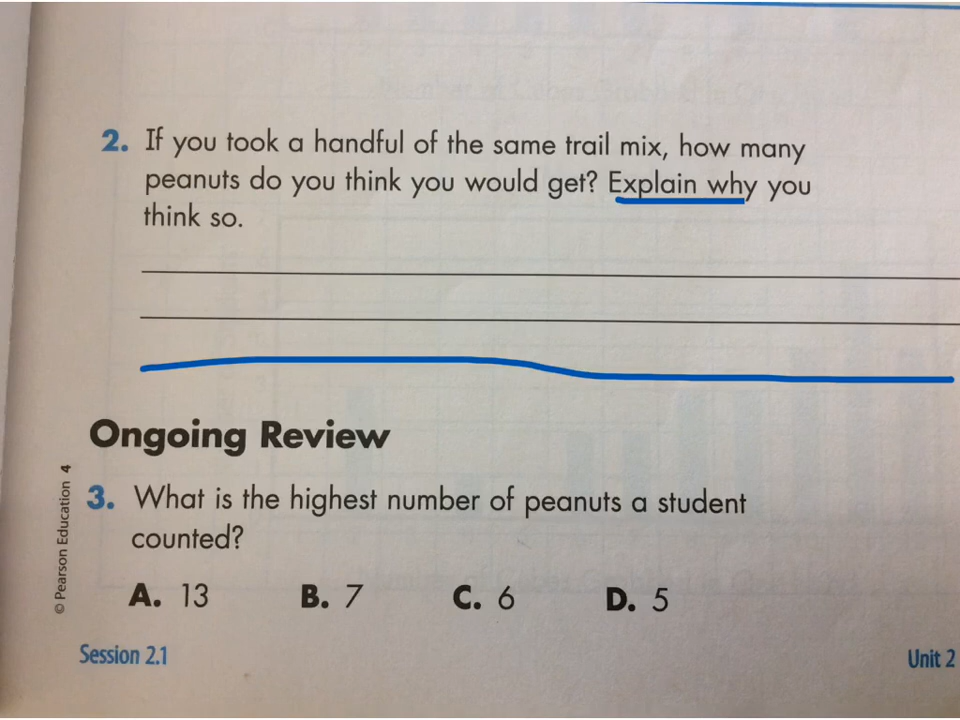 2. If you took a handful of the same trail mix, how many
peanuts do you think you would get? Explain why you
think so.
Ongoing Review
3. What is the highest number of peanuts a student
counted?
A. 13 B. 7 C. 6 D. 5
© Pearson Education 4
Session 2.1 Unit 2